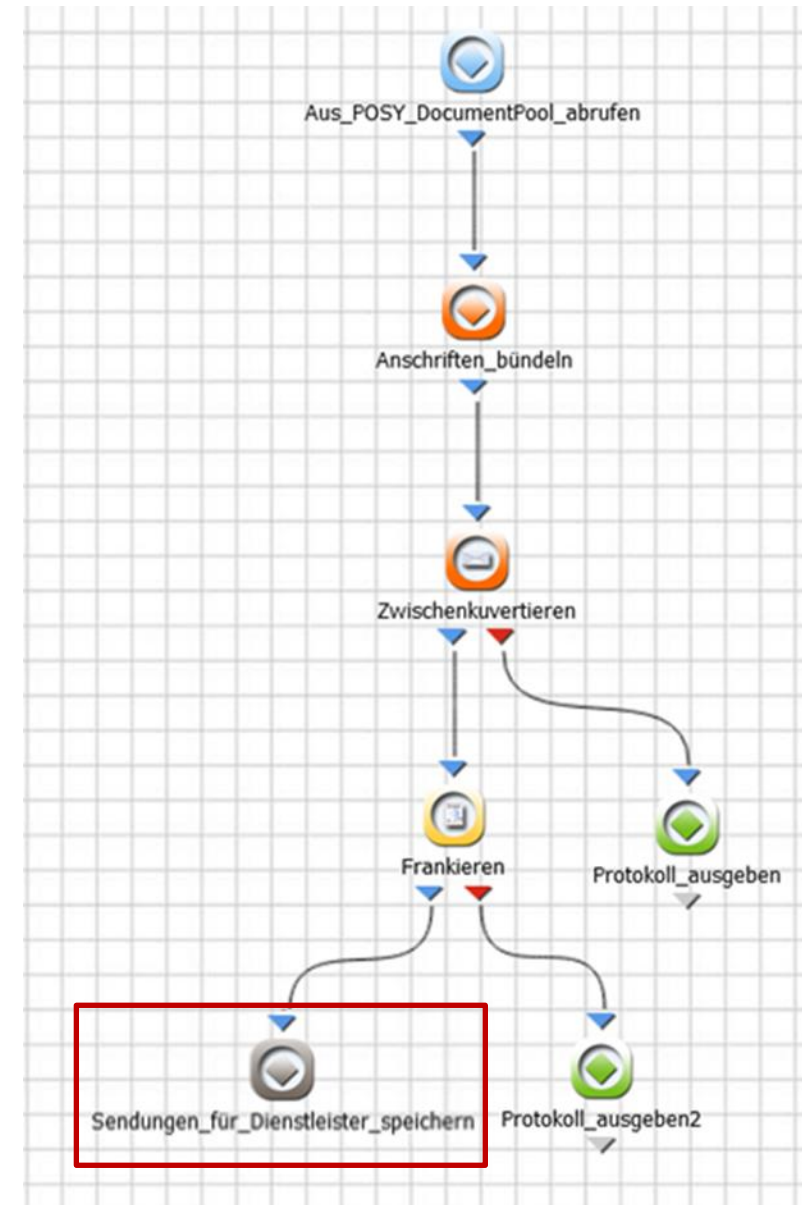 Aus_POSY_DocumentPool_abrufen
Anschriften_bündeln
Zwischenkuvertieren
Frankieren
Protokoll_ausgeben
Sendungen_für_Dienstleister_speichern
Protokoll_ausgeben2